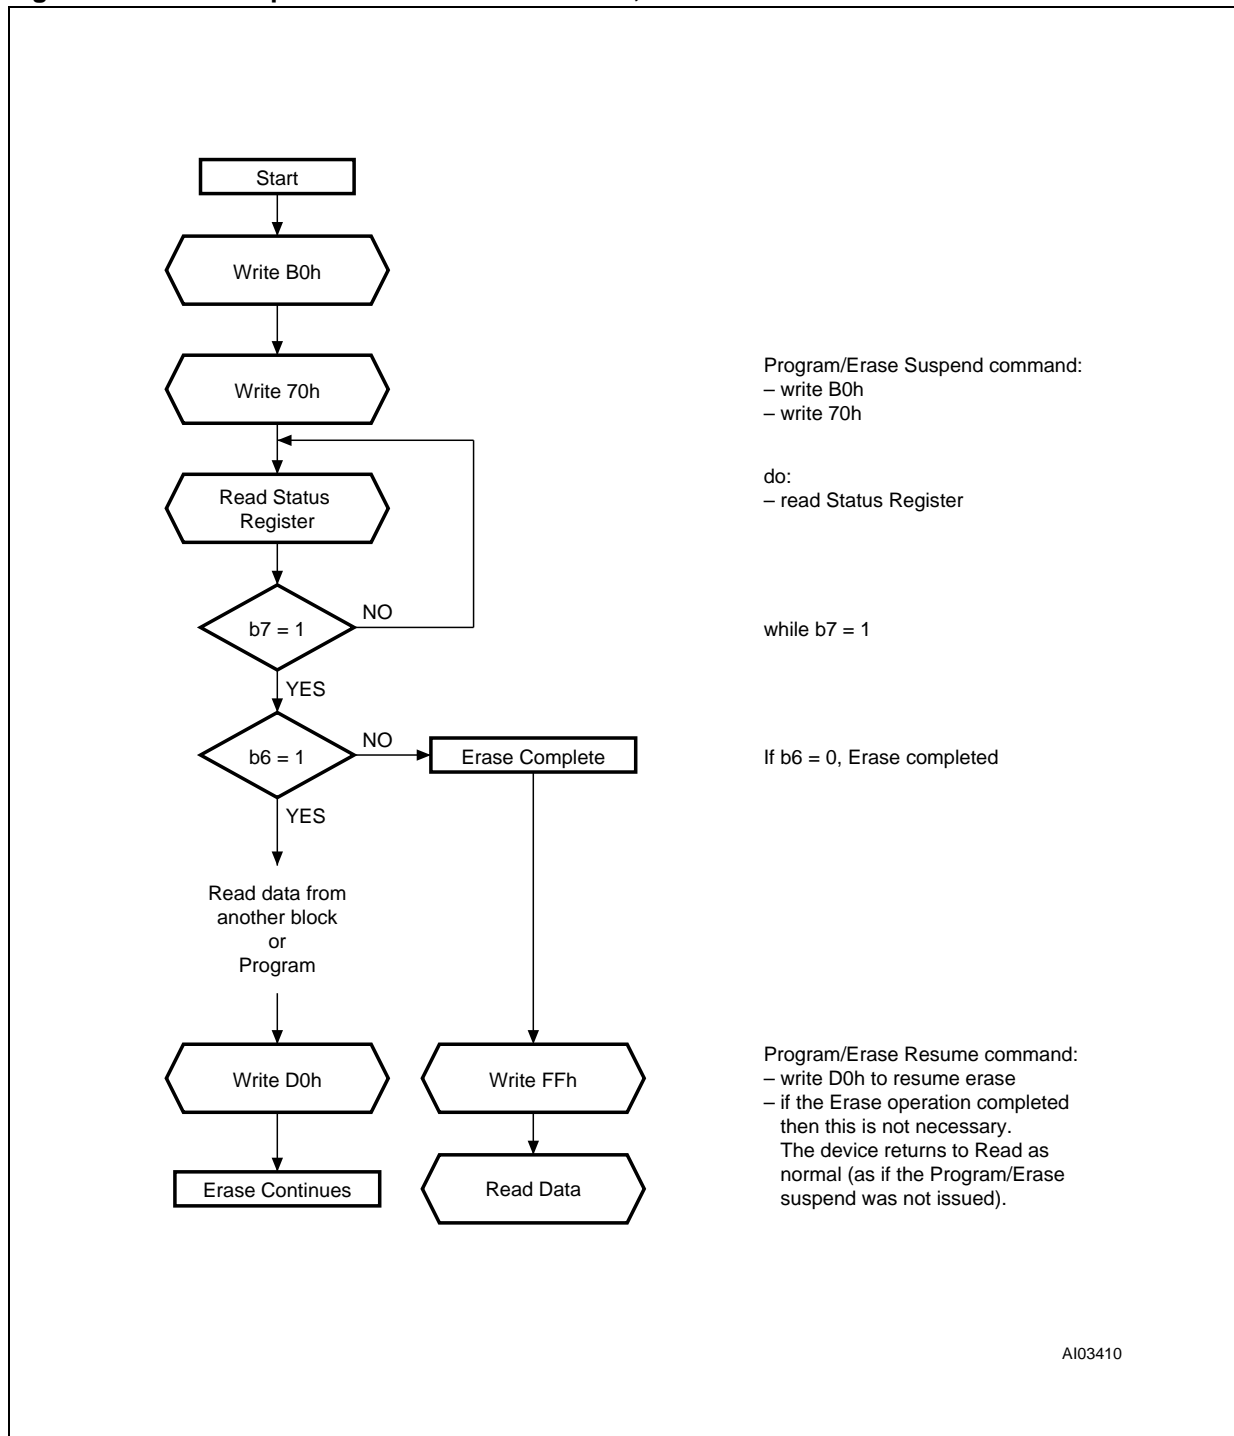 Start
Write B0h
Write 70h
Program/Erase Suspend command:
– write B0h
– write 70h
do:
– read Status Register
Read Status
Register
NO
b7 = 1
while b7 = 1
YES
NO
b6 = 1
Erase Complete
If b6 = 0, Erase completed
YES
Read data from
another block
or
Program
Write D0h
Write FFh
Program/Erase Resume command:
– write D0h to resume erase
– if the Erase operation completed
then this is not necessary.
The device returns to Read as
normal (as if the Program/Erase
suspend was not issued).
Erase Continues
Read Data
AI03410